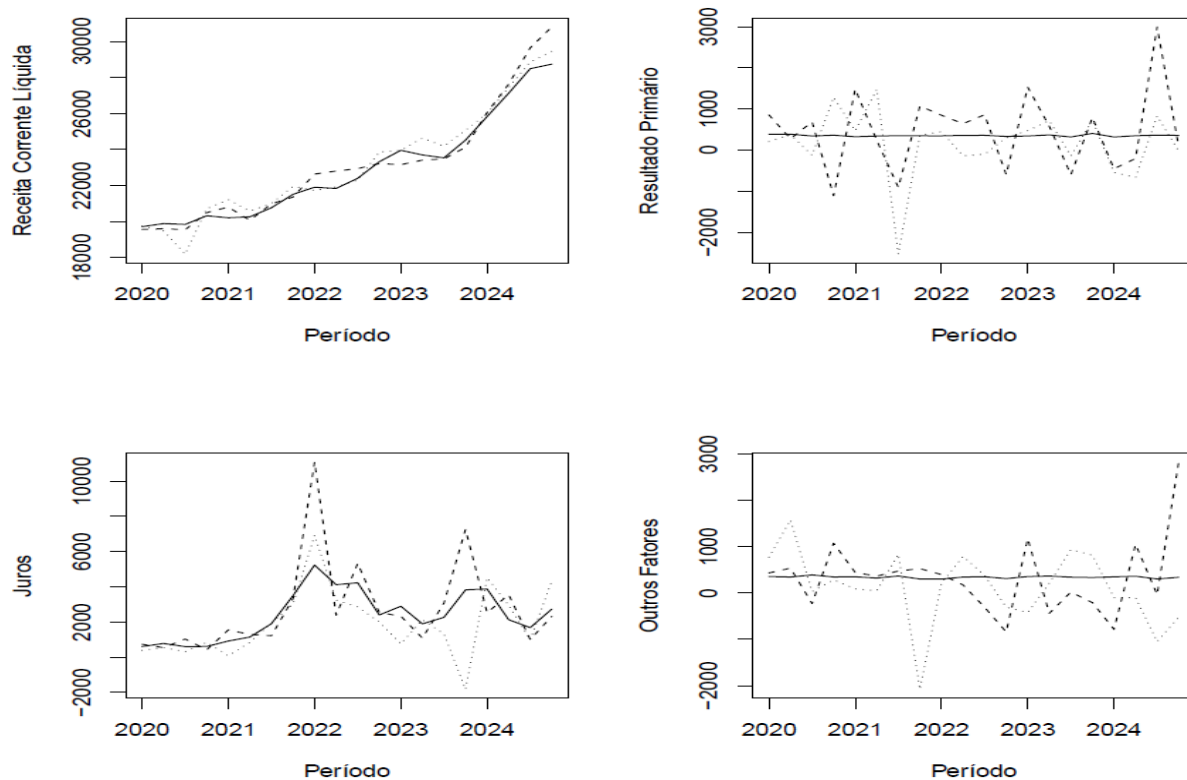 Receita Corrente Líquida
18000 22000 26000 30000
2020 2021 2022 2023 2024
Período
Resultado Primário
−2000 0 1000 3000
2020 2021 2022 2023 2024
Período
Juros
−2000 2000 6000 10000
2020 2021 2022 2023 2024
Período
Outros Fatores
−2000 0 1000 3000
2020 2021 2022 2023 2024
Período